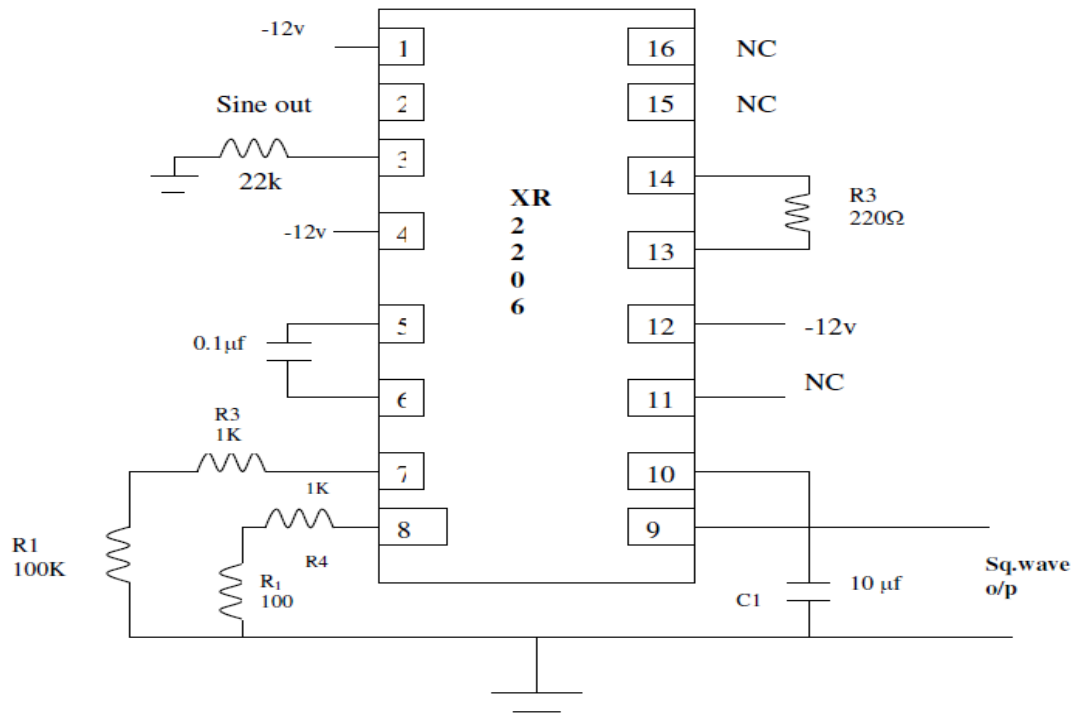 -12v
1
16
NC
2
15
NC
Sine out
3
22k
14
R3
220Ω
XR
2
2
0
6
-12v
4
13
5
0.1µf
12
-12v
6
11
NC
R3
1K
7
10
1K
8
9
R4
R1
100K
R₁
100
C1
10 µf
Sq.wave
o/p